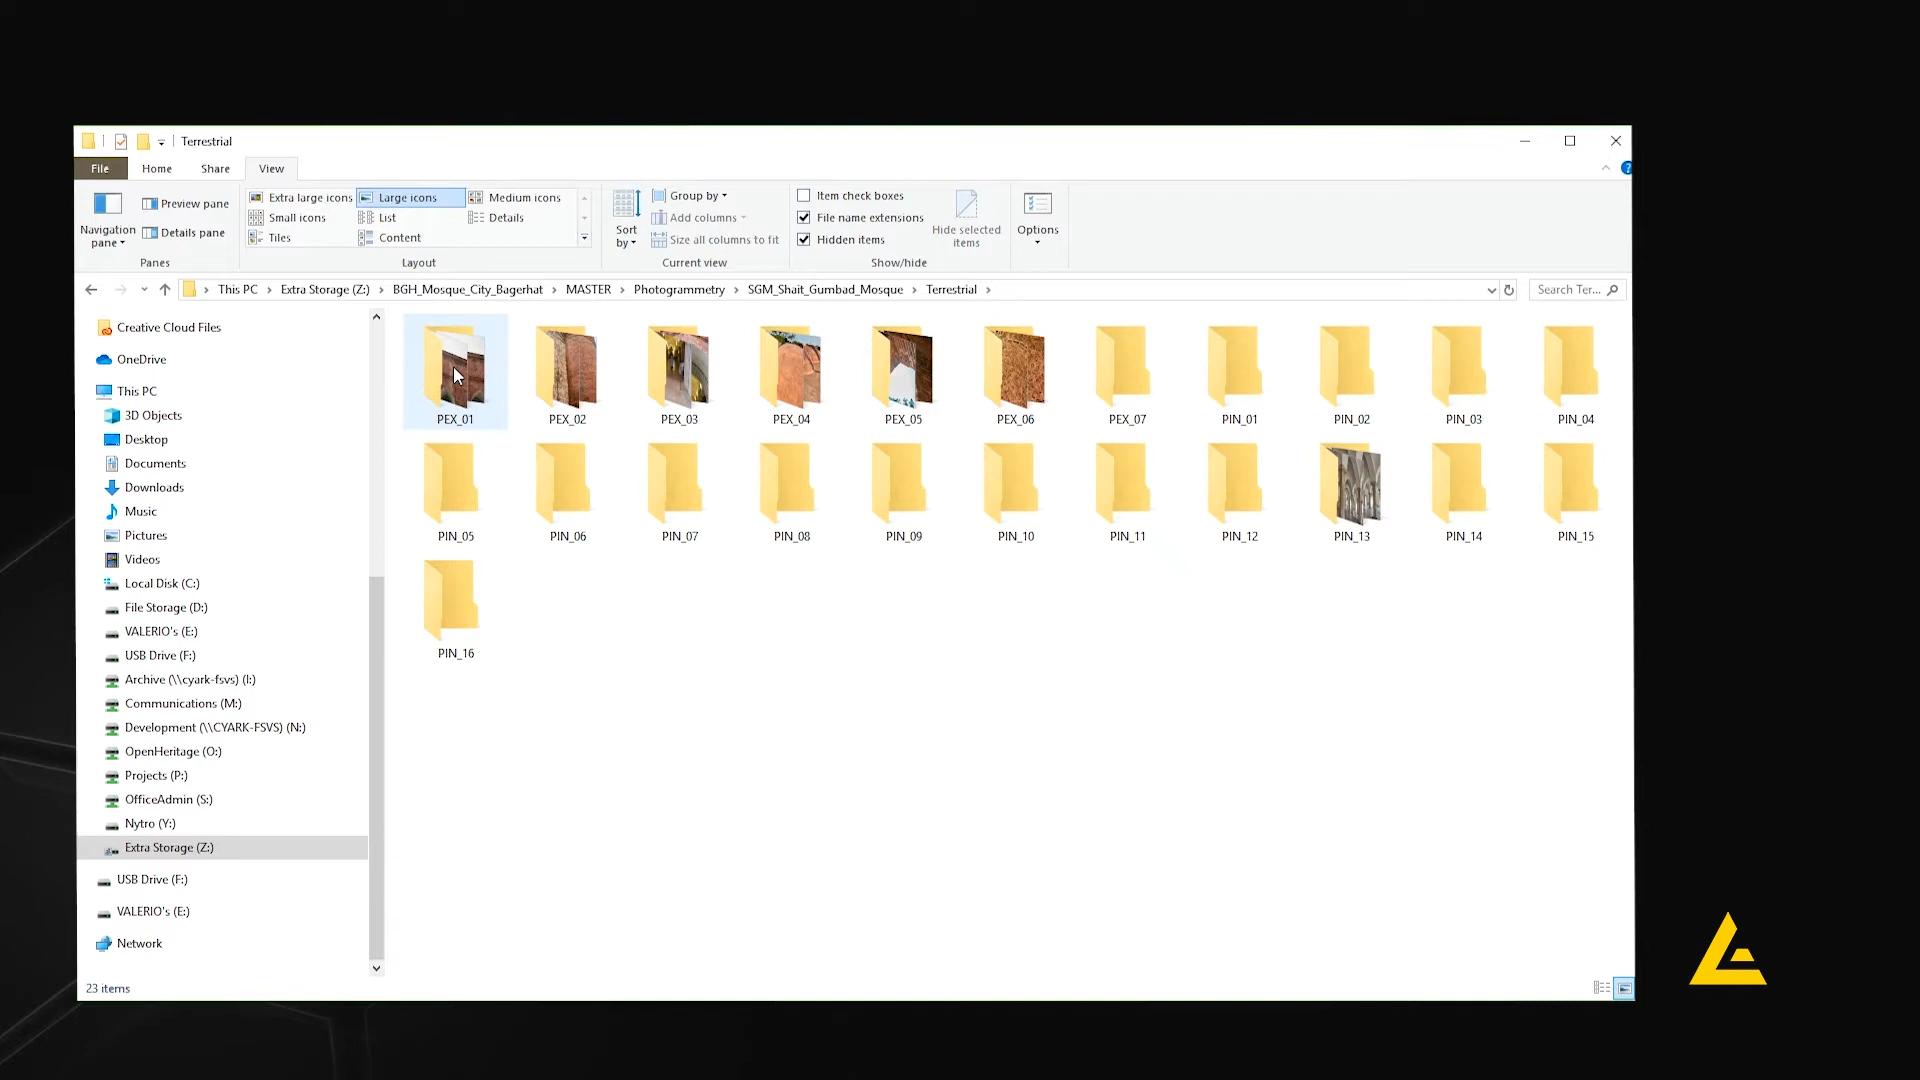 Terrestrial
File Home Share View
Navigation pane
Preview pane
Details pane
Panes
Extra large icons Large icons Medium icons
Small icons List Details
Tiles Content
Layout
Sort by
Group by
Add columns
Size all columns to fit
Current view
Item check boxes
File name extensions
Hidden items
Hide selected items
Show/hide
Options
This PC > Extra Storage (Z:) > BGH_Mosque_City_Bagerhat > MASTER > Photogrammetry > SGM_Shait_Gumbad_Mosque > Terrestrial >
Search Ter...
Creative Cloud Files
OneDrive
This PC
3D Objects
Desktop
Documents
Downloads
Music
Pictures
Videos
Local Disk (C:)
File Storage (D:)
VALERIO's (E:)
USB Drive (F:)
Archive (\\cyark-fsvs) (I:)
Communications (M:)
Development (\\CYARK-FSVS) (N:)
OpenHeritage (O:)
Projects (P:)
OfficeAdmin (S:)
Nytro (Y:)
Extra Storage (Z:)
USB Drive (F:)
VALERIO's (E:)
Network
PEX_01 PEX_02 PEX_03 PEX_04 PEX_05 PEX_06 PEX_07 PIN_01 PIN_02 PIN_03 PIN_04
PIN_05 PIN_06 PIN_07 PIN_08 PIN_09 PIN_10 PIN_11 PIN_12 PIN_13 PIN_14 PIN_15
PIN_16
23 items